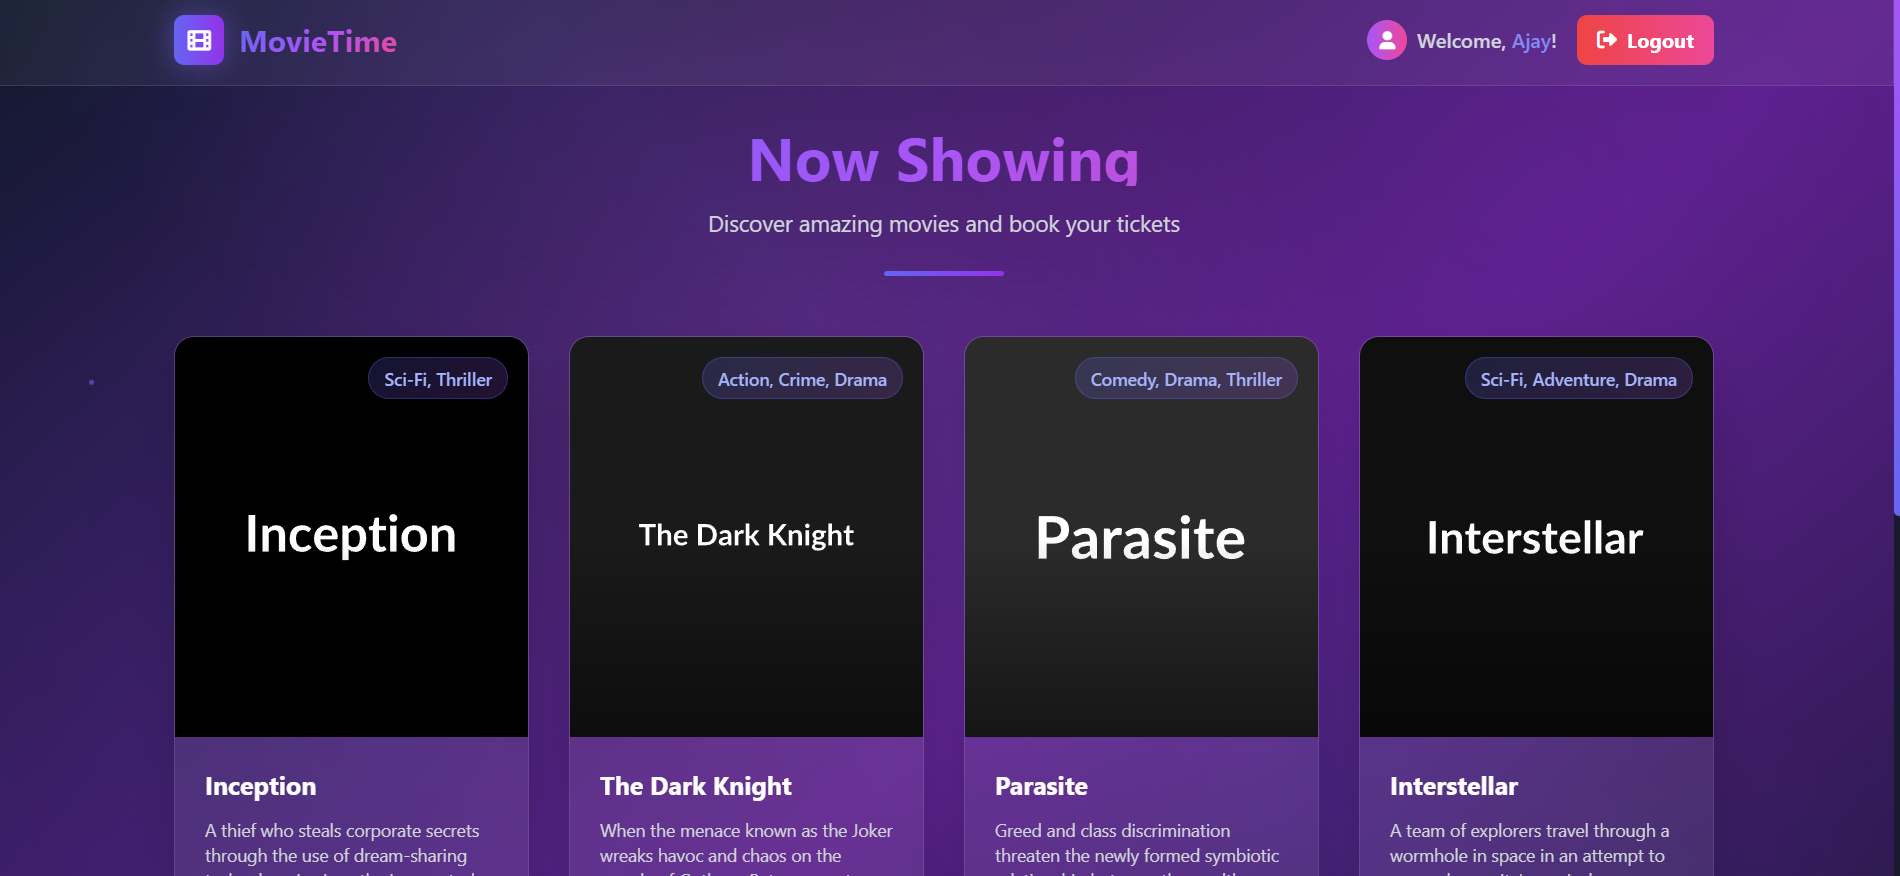 MovieTime
Welcome, Ajay!
Logout
Now Showing
Discover amazing movies and book your tickets
Sci-Fi, Thriller
Inception
Inception
A thief who steals corporate secrets
through the use of dream-sharing
Action, Crime, Drama
The Dark Knight
The Dark Knight
When the menace known as the Joker
wreaks havoc and chaos on the
Comedy, Drama, Thriller
Parasite
Parasite
Greed and class discrimination
threaten the newly formed symbiotic
Sci-Fi, Adventure, Drama
Interstellar
Interstellar
A team of explorers travel through a
wormhole in space in an attempt to